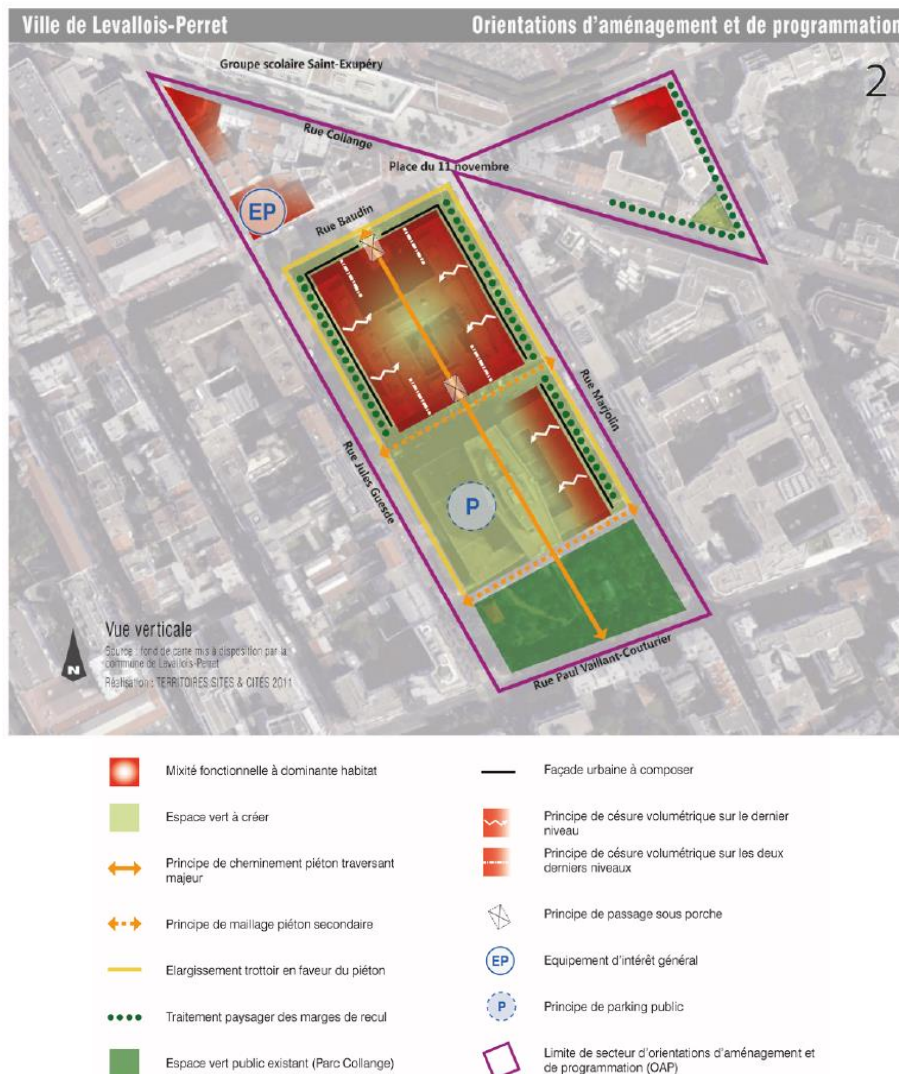 Ville de Levallois-Perret
Orientations d'aménagement et de programmation
2
Groupe scolaire Saint-Exupéry
Rue Collange
Place du 11 novembre
EP
Rue Baudin
Rue Marjolin
Rue Jules Guesde
P
Rue Paul Vaillant-Couturier
N
Vue verticale
Source : fond de carte mis à disposition par la
commune de Levallois-Perret
Réalisation : TERRITOIRES SITES & CITES 2011
Mixité fonctionnelle à dominante habitat
Espace vert à créer
Principe de cheminement piéton traversant
majeur
Principe de maillage piéton secondaire
Elargissement trottoir en faveur du piéton
Traitement paysager des marges de recul
Espace vert public existant (Parc Collange)
Façade urbaine à composer
Principe de césure volumétrique sur le dernier
niveau
Principe de césure volumétrique sur les deux
derniers niveaux
Principe de passage sous porche
EP
Equipement d'intérêt général
P
Principe de parking public
Limite de secteur d'orientations d'aménagement et
de programmation (OAP)